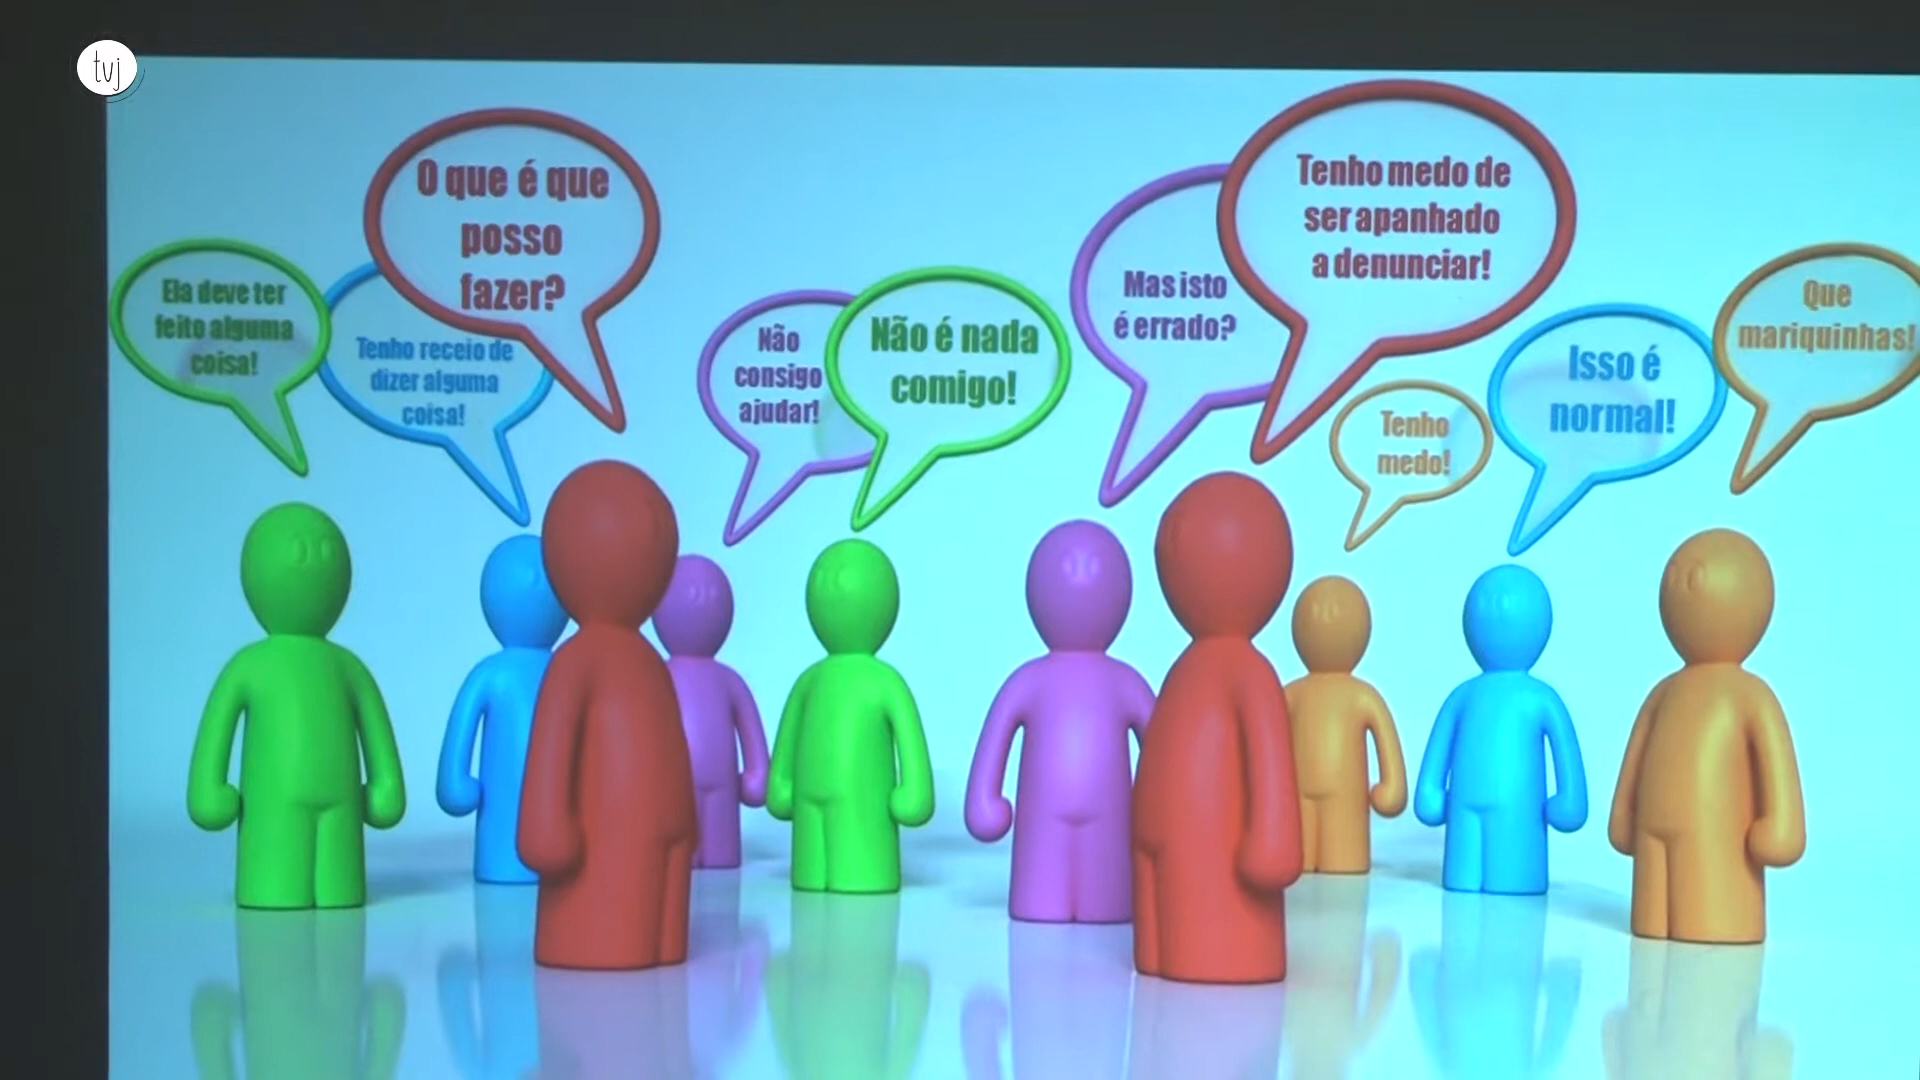 tvj
Ela deve ter
feito alguma
coisa!
Tenho receio de
dizer alguma
coisa!
O que é que
posso
fazer?
Não
consigo
ajudar!
Não é nada
comigo!
Mas isto
é errado?
Tenho medo de
ser apanhado
a denunciar!
Tenho
medo!
Isso é
normal!
Que
mariquinhas!